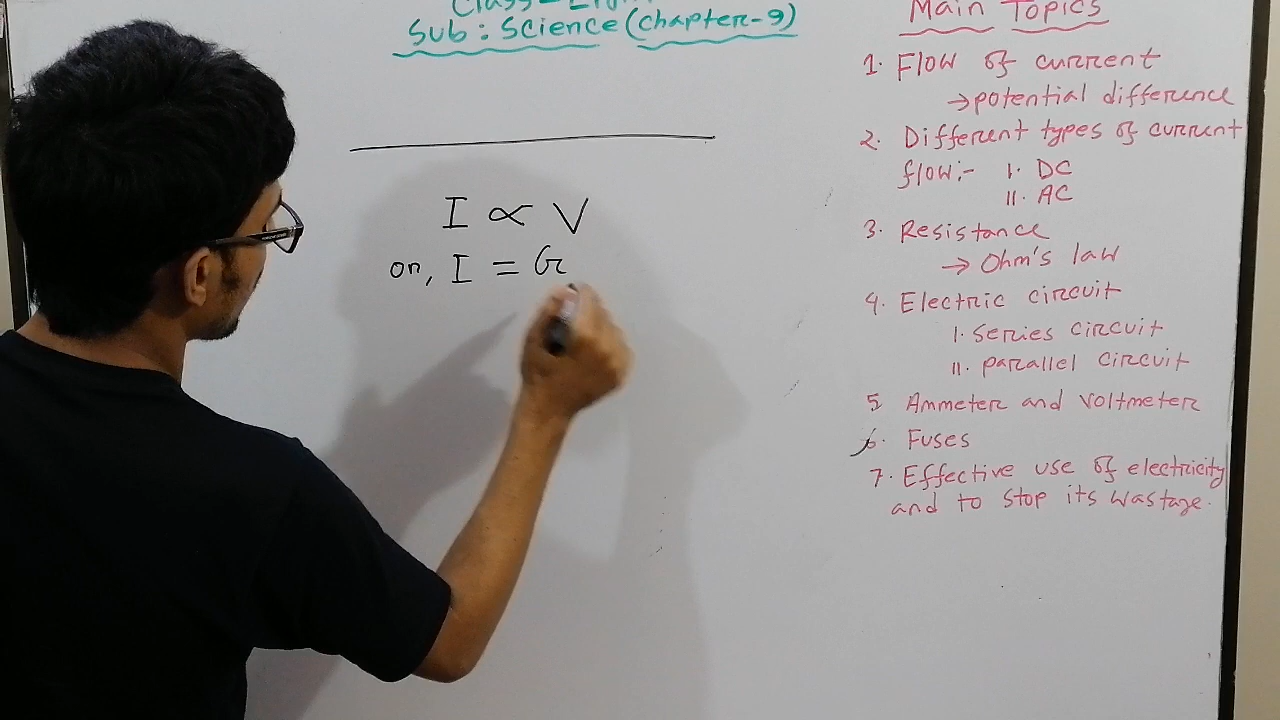 Sub : Science (chapter-9)
I ∝ V
or, I = G
Main Topics
1. Flow of current
→ potential difference
2. Different types of current
flow:- I. DC
II. AC
3. Resistance
→ Ohm's law
4. Electric circuit
I. Series circuit
II. parallel circuit
5 Ammeter and voltmeter
6. Fuses
7. Effective use of electricity
and to stop its wastage.